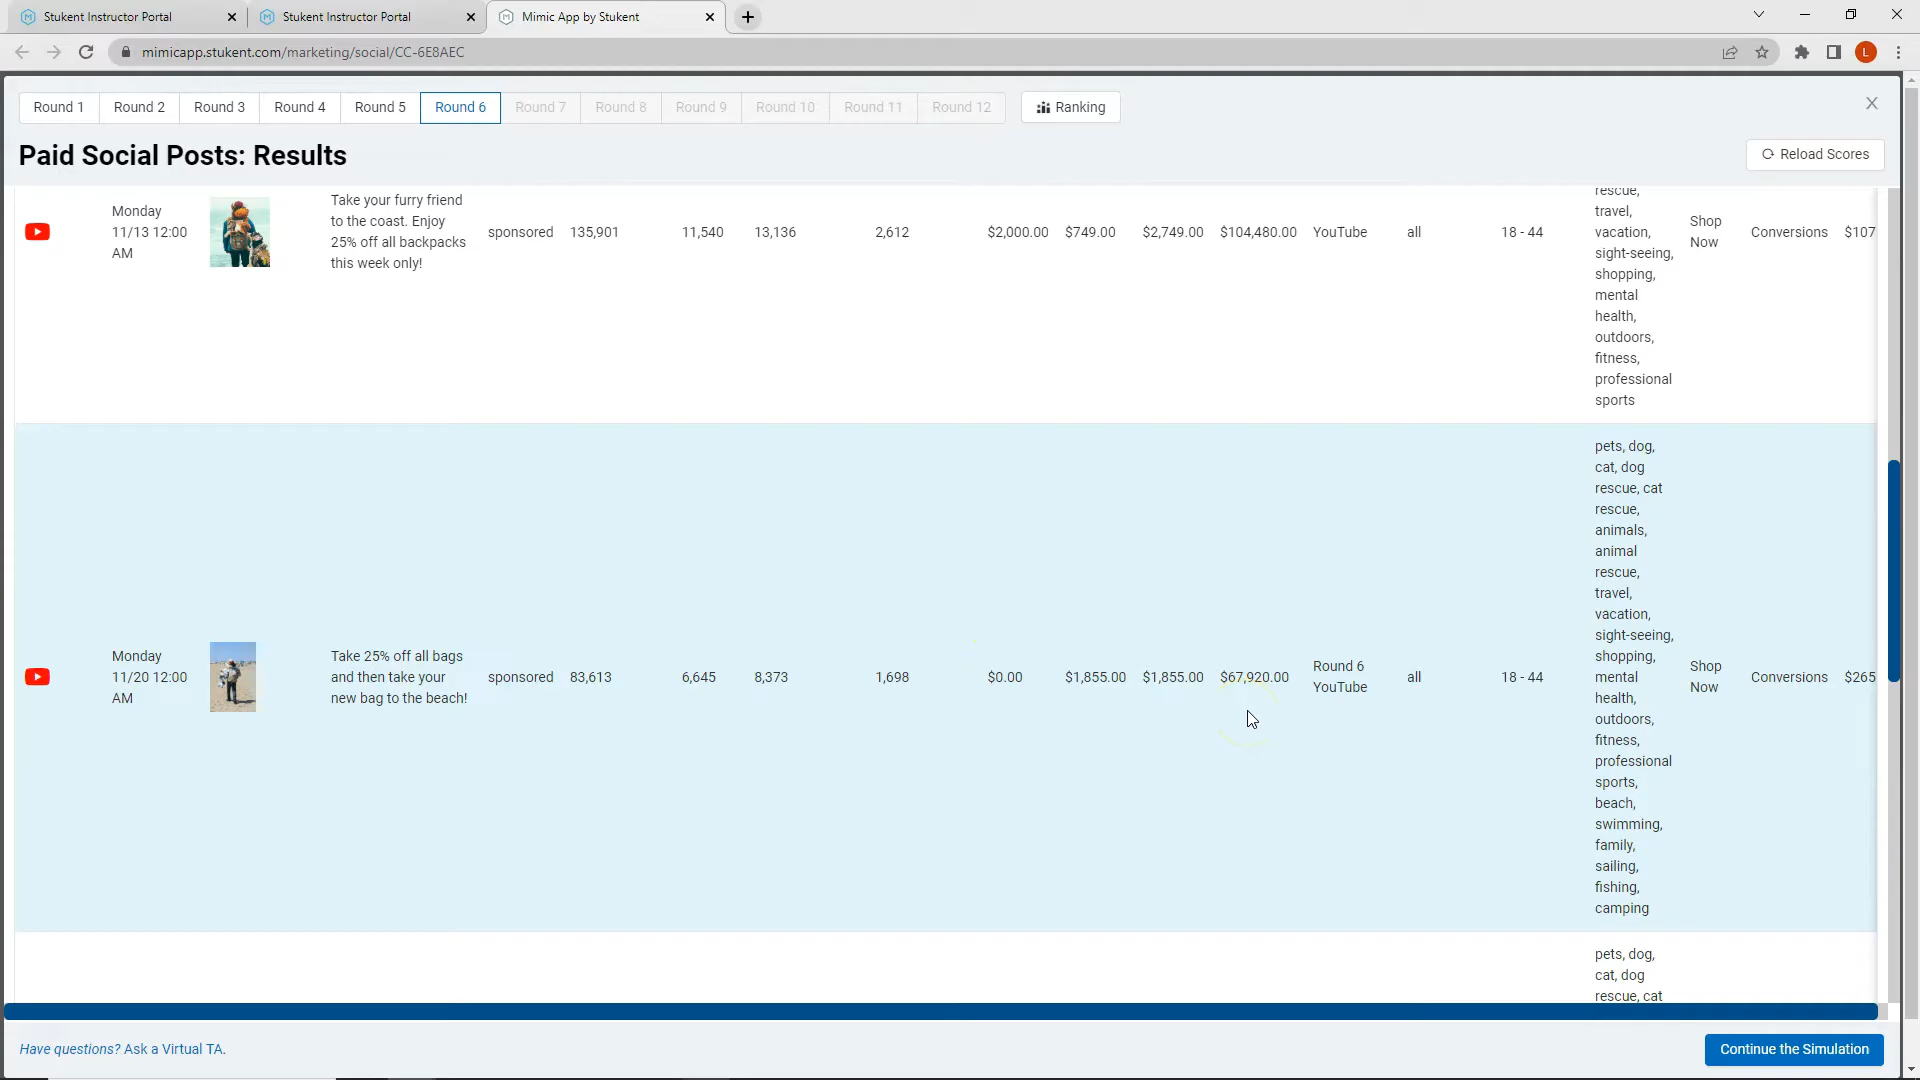 Stukent Instructor Portal
Stukent Instructor Portal
Mimic App by Stukent
mimicapp.stukent.com/marketing/social/CC-6E8AEC
L
Round 1
Round 2
Round 3
Round 4
Round 5
Round 6
Round 7
Round 8
Round 9
Round 10
Round 11
Round 12
Ranking
Paid Social Posts: Results
Reload Scores
Monday
11/13 12:00
AM
Take your furry friend
to the coast. Enjoy
25% off all backpacks
this week only!
sponsored
135,901
11,540
13,136
2,612
$2,000.00
$749.00
$2,749.00
$104,480.00
YouTube
all
18 - 44
rescue,
travel,
vacation,
sight-seeing,
shopping,
mental
health,
outdoors,
fitness,
professional
sports
Shop
Now
Conversions
$107
Monday
11/20 12:00
AM
Take 25% off all bags
and then take your
new bag to the beach!
sponsored
83,613
6,645
8,373
1,698
$0.00
$1,855.00
$1,855.00
$67,920.00
Round 6
YouTube
all
18 - 44
pets, dog,
cat, dog
rescue, cat
rescue,
animals,
animal
rescue,
travel,
vacation,
sight-seeing,
shopping,
mental
health,
outdoors,
fitness,
professional
sports,
beach,
swimming,
family,
sailing,
fishing,
camping
Shop
Now
Conversions
$265
pets, dog,
cat, dog
rescue, cat
Have questions? Ask a Virtual TA.
Continue the Simulation